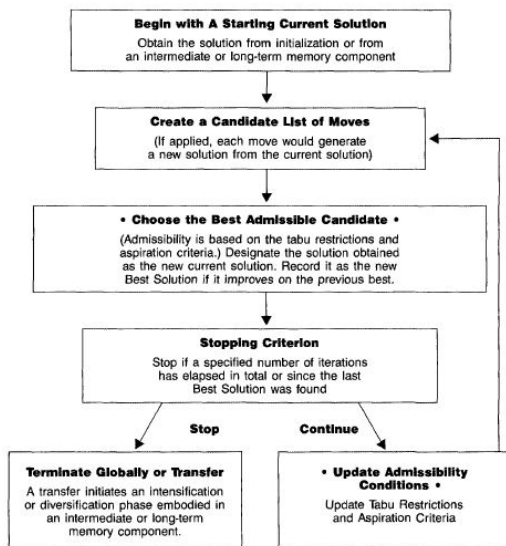 Begin with A Starting Current Solution
Obtain the solution from initialization or from
an intermediate or long-term memory component
Create a Candidate List of Moves
(If applied, each move would generate
a new solution from the current solution)
• Choose the Best Admissible Candidate •
(Admissibility is based on the tabu restrictions and
aspiration criteria.) Designate the solution obtained
as the new current solution. Record it as the new
Best Solution if it improves on the previous best.
Stopping Criterion
Stop if a specified number of iterations
has elapsed in total or since the last
Best Solution was found
Stop
Continue
Terminate Globally or Transfer
A transfer initiates an intensification
or diversification phase embodied in
an intermediate or long-term
memory component.
• Update Admissibility
Conditions •
Update Tabu Restrictions
and Aspiration Criteria